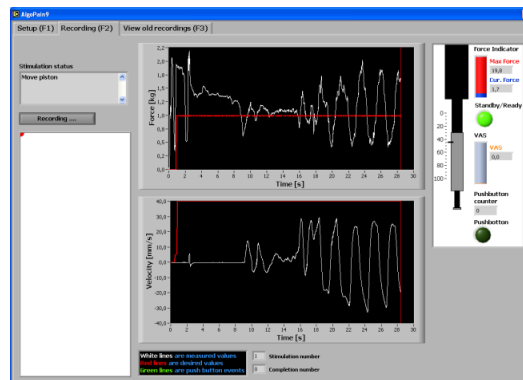 AlgoPain9
Setup (F1) Recording (F2) View old recordings (F3)
Stimulation status
Move piston
Recording ....
Force [kg]
2,2
2,0
1,8
1,6
1,4
1,2
1,0
0,8
0,6
0,4
0,2
0,0
0 2 4 6 8 10 12 14 16 18 20 22 24 26 28 30
Time [s]
Velocity [mm/s]
40,0
30,0
20,0
10,0
0,0
-10,0
-20,0
-30,0
-40,0
0 2 4 6 8 10 12 14 16 18 20 22 24 26 28 30
Time [s]
White lines are measured values
Red lines are desired values
Green lines are push button events
1 Stimulation number
Completion number
Force Indicator
Max Force
19,8
Cur. Force
1,7
Standby/Ready
0
20
40
60
80
100
VAS
VAS
0,0
Pushbutton
counter
0
Pushbutton